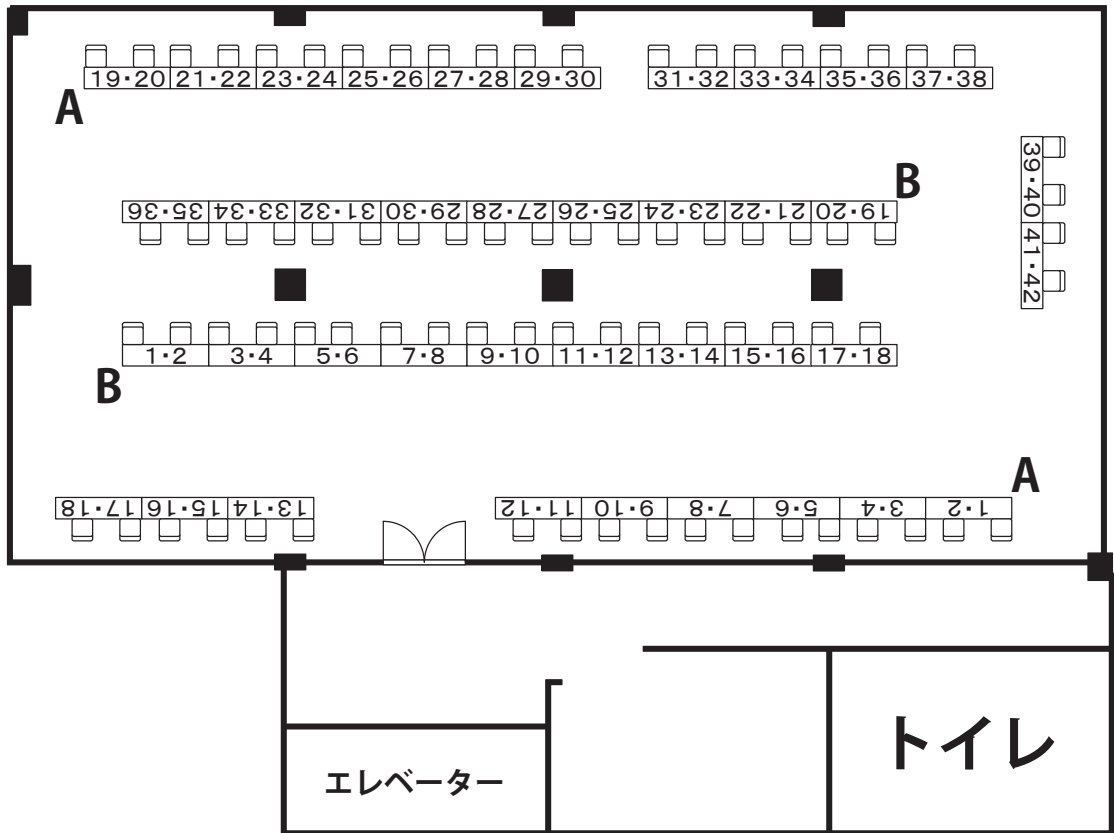 19・20 21・22 23・24 25・26 27・28 29・30 31・32 33・34 35・36 37・38
A
39・40 41・42
B
36・35 34・33 32・31 30・29 28・27 26・25 24・23 22・21 20・19
1・2 3・4 5・6 7・8 9・10 11・12 13・14 15・16 17・18
B
A
18・17 16・15 14・13 12・11 10・9 8・7 6・5 4・3 2・1
トイレ
エレベーター